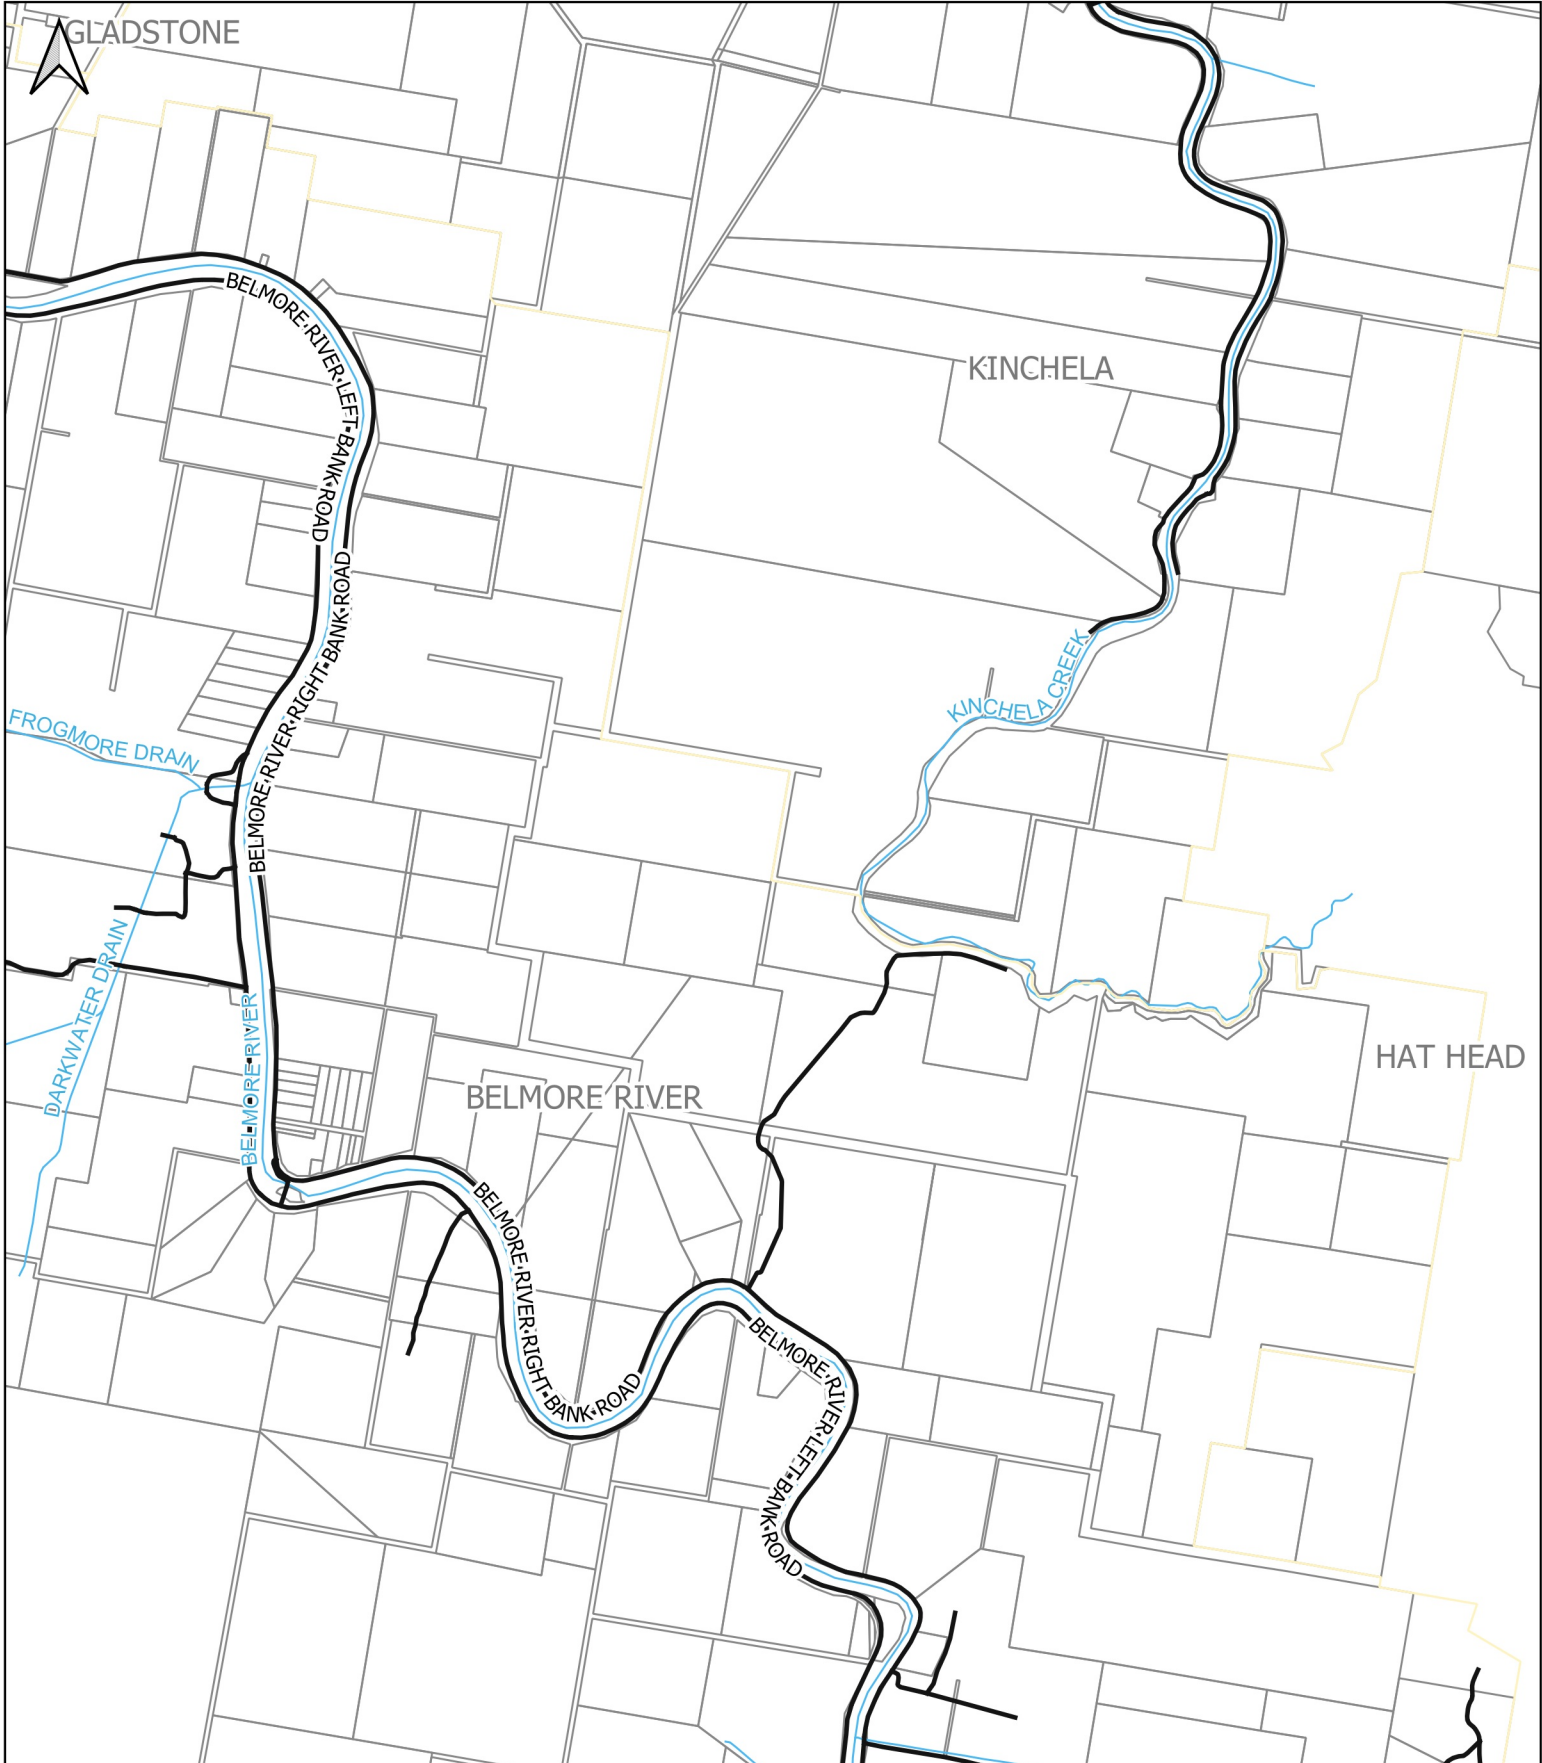 GLADSTONE
BELMORE RIVER LEFT BANK ROAD
KINCHELA
BELMORE RIVER RIGHT BANK ROAD
KINCHELA CREEK
FROGMORE DRAIN
DARKWATER DRAIN
BELMORE RIVER
HAT HEAD
BELMORE RIVER
BELMORE RIVER RIGHT BANK ROAD
BELMORE RIVER LEFT BANK ROAD